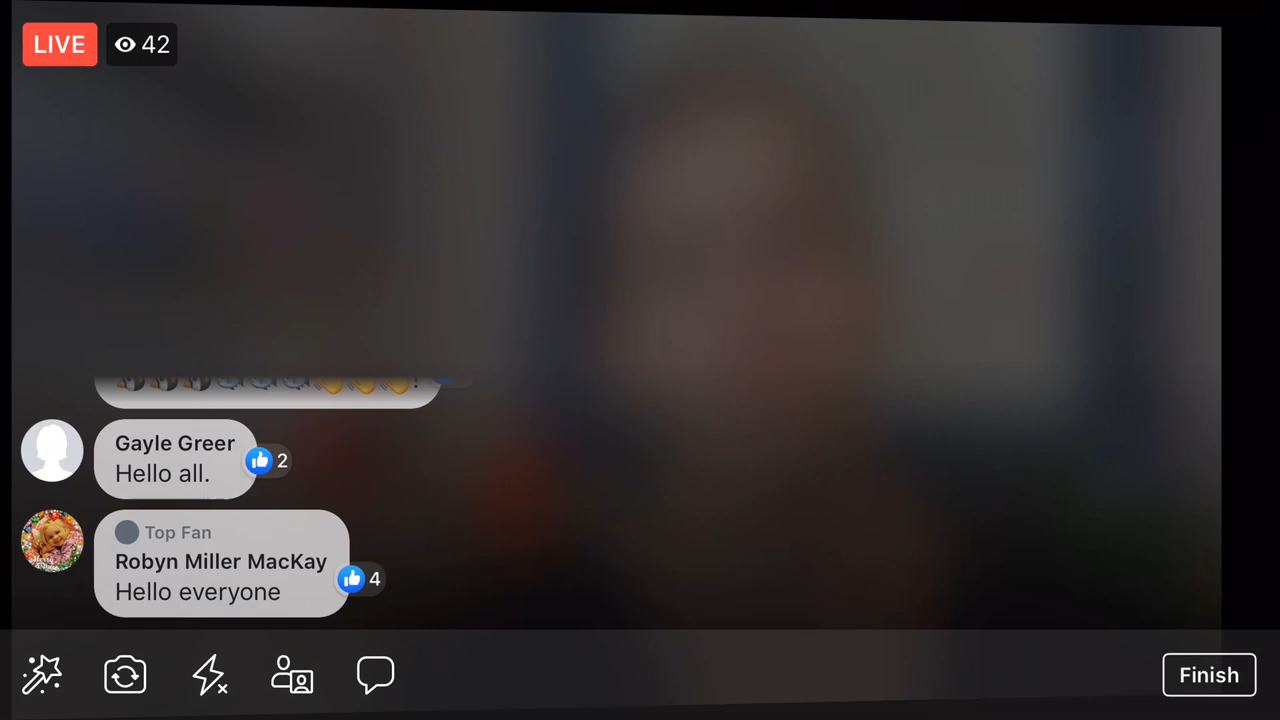 LIVE 42
Gayle Greer
Hello all.
2
Top Fan
Robyn Miller MacKay
Hello everyone
4
Finish